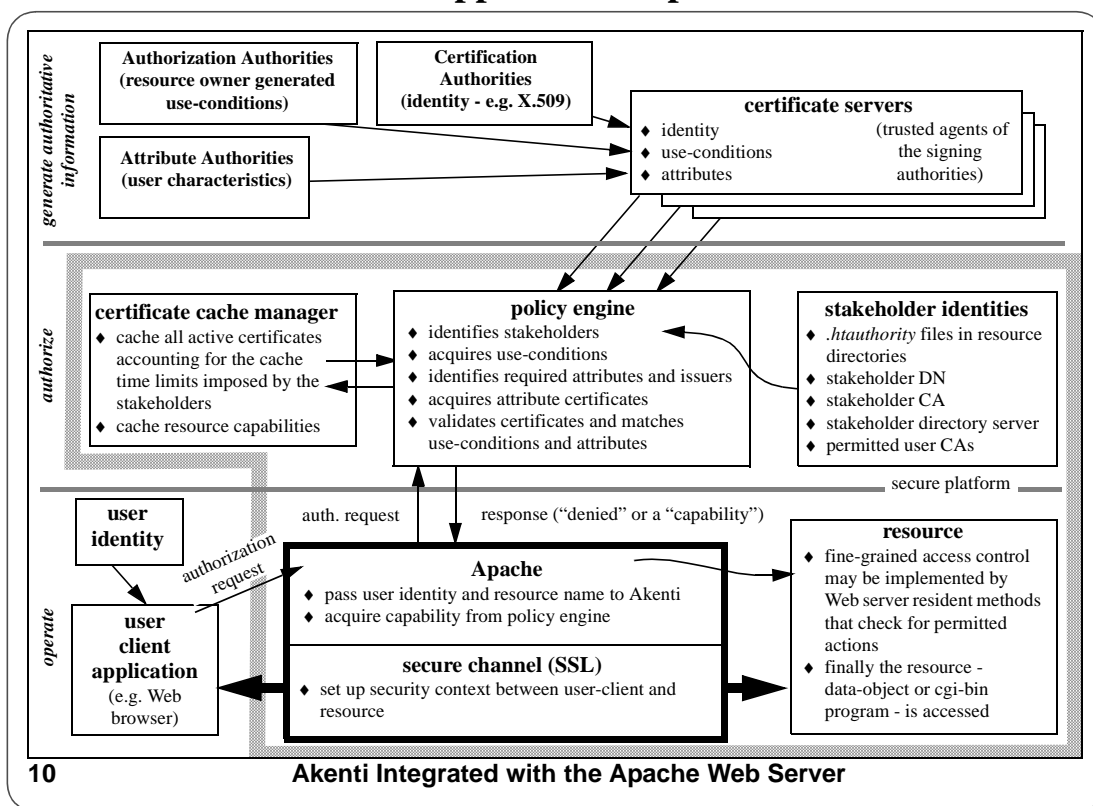 generate authoritative
information
Authorization Authorities
(resource owner generated
use-conditions)
Certification
Authorities
(identity - e.g. X.509)
Attribute Authorities
(user characteristics)
certificate servers
♦ identity
♦ use-conditions
♦ attributes
(trusted agents of
the signing
authorities)
authorize
certificate cache manager
♦ cache all active certificates
accounting for the cache
time limits imposed by the
stakeholders
♦ cache resource capabilities
policy engine
♦ identifies stakeholders
♦ acquires use-conditions
♦ identifies required attributes and issuers
♦ acquires attribute certificates
♦ validates certificates and matches
use-conditions and attributes
stakeholder identities
♦ .htauthority files in resource
directories
♦ stakeholder DN
♦ stakeholder CA
♦ stakeholder directory server
♦ permitted user CAs
secure platform
operate
user
identity
auth. request
response (“denied” or a “capability”)
authorization
request
user
client
application
(e.g. Web
browser)
Apache
♦ pass user identity and resource name to Akenti
♦ acquire capability from policy engine
secure channel (SSL)
♦ set up security context between user-client and
resource
resource
♦ fine-grained access control
may be implemented by
Web server resident methods
that check for permitted
actions
♦ finally the resource -
data-object or cgi-bin
program - is accessed
10
Akenti Integrated with the Apache Web Server